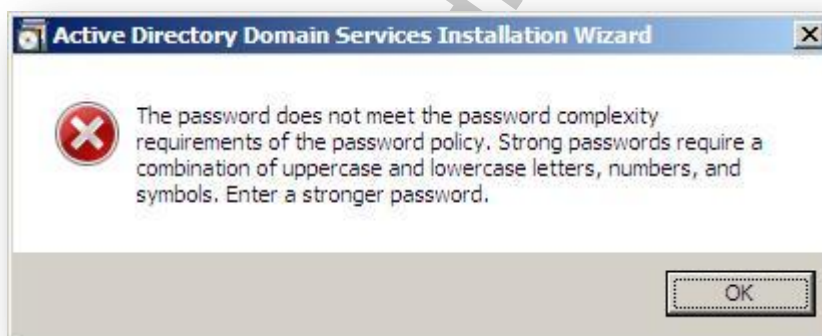 Active Directory Domain Services Installation Wizard
The password does not meet the password complexity
requirements of the password policy. Strong passwords require a
combination of uppercase and lowercase letters, numbers, and
symbols. Enter a stronger password.
OK